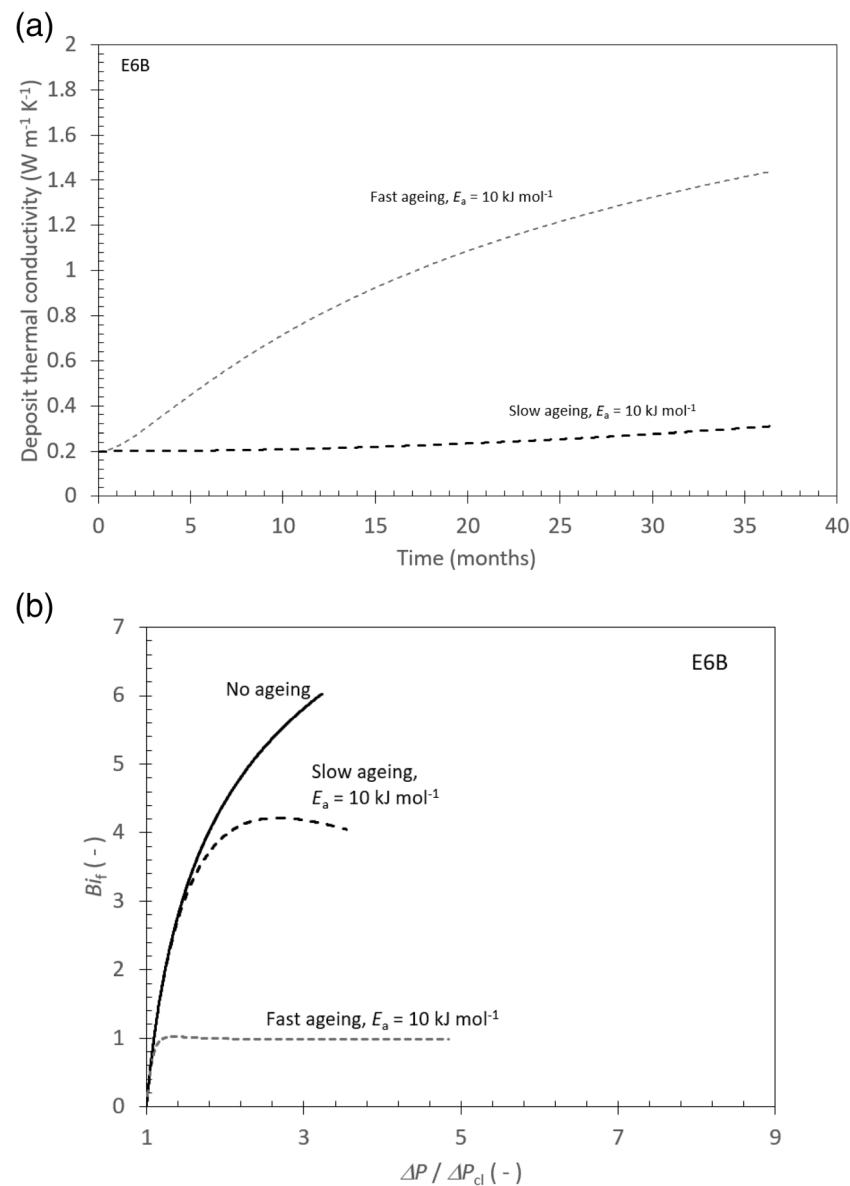 (a)
2
1.8
1.6
1.4
1.2
1
0.8
0.6
0.4
0.2
0
Deposit thermal conductivity (W m⁻¹ K⁻¹)
E6B
Fast ageing, Eₐ = 10 kJ mol⁻¹
Slow ageing, Eₐ = 10 kJ mol⁻¹
0 5 10 15 20 25 30 35 40
Time (months)
(b)
7
6
5
4
3
2
1
0
Bi_f ( - )
E6B
No ageing
Slow ageing,
Eₐ = 10 kJ mol⁻¹
Fast ageing, Eₐ = 10 kJ mol⁻¹
1 3 5 7 9
ΔP / ΔP_cl ( - )